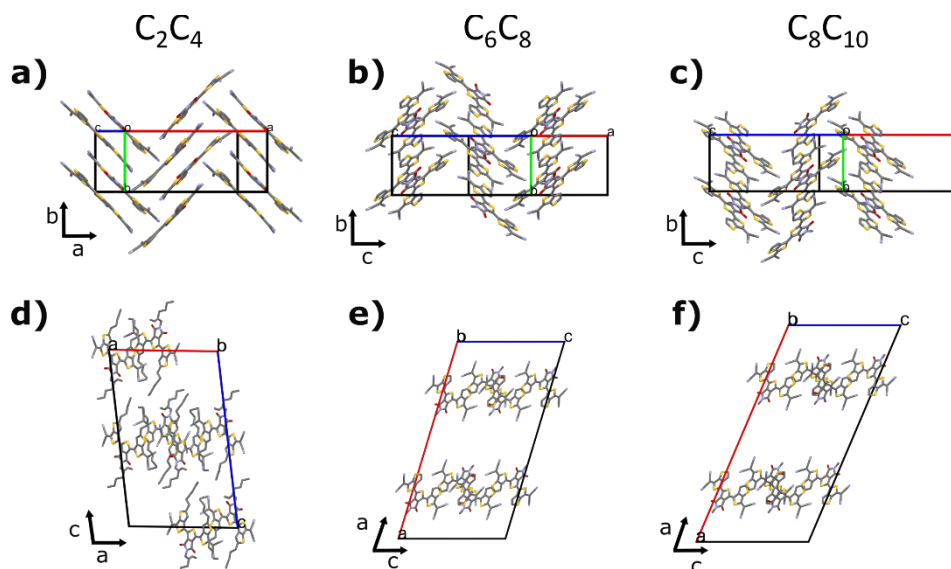 C₂C₄ C₆C₈ C₈C₁₀
a) b) c)
c o a c o a c o
o o o
b b b
a c c
d) e) f)
a b b c b c
c a a
c a a
a c c